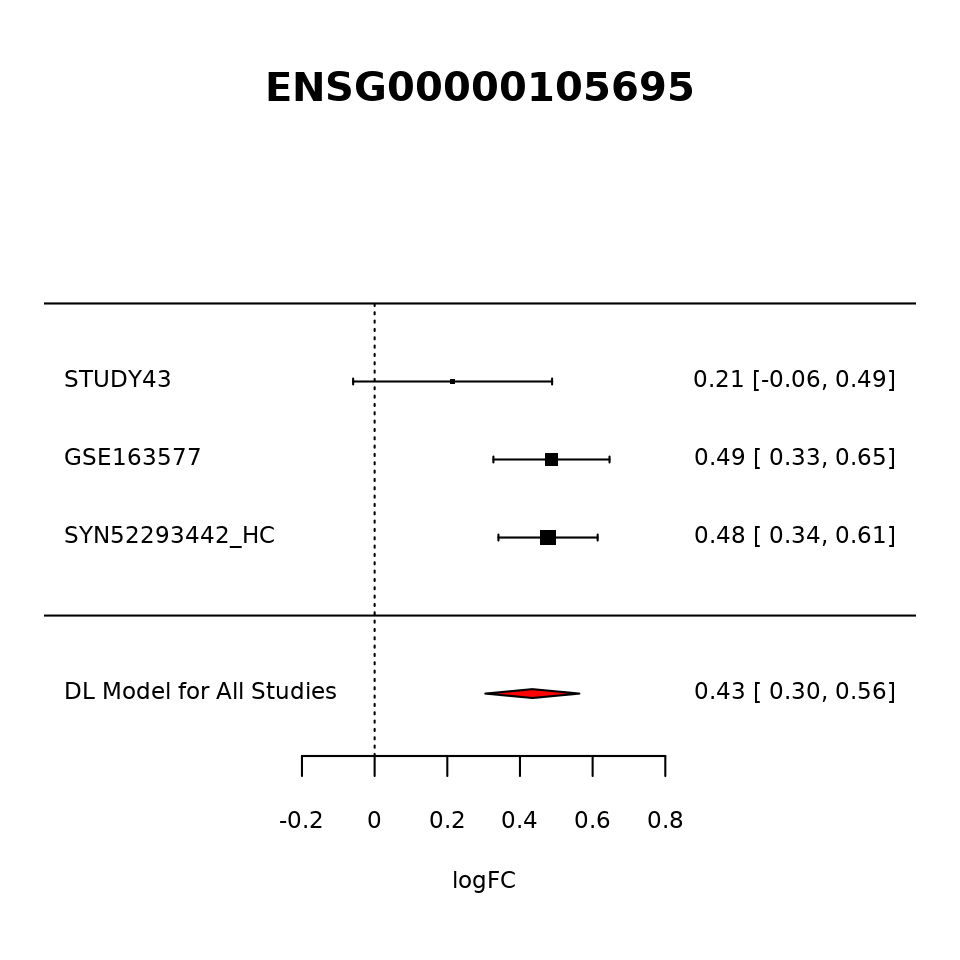 ENSG00000105695
STUDY43 0.21 [-0.06, 0.49]
GSE163577 0.49 [ 0.33, 0.65]
SYN52293442_HC 0.48 [ 0.34, 0.61]
DL Model for All Studies 0.43 [ 0.30, 0.56]
-0.2 0 0.2 0.4 0.6 0.8
logFC